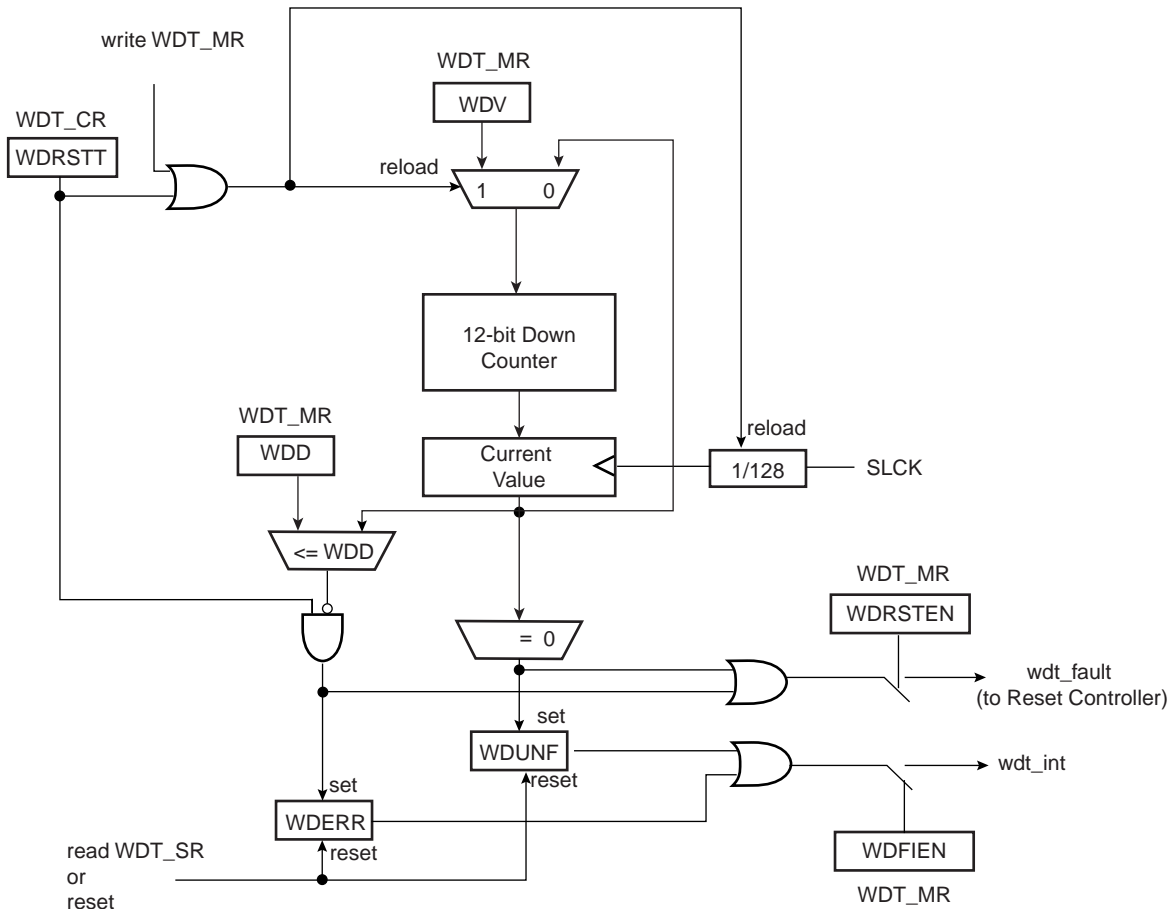 write WDT_MR
WDT_MR
WDV
WDT_CR
WDRSTT
reload
1 0
12-bit Down
Counter
WDT_MR
WDD
reload
Current
Value
1/128
SLCK
<= WDD
WDT_MR
WDRSTEN
= 0
wdt_fault
(to Reset Controller)
set
WDUNF
reset
wdt_int
set
WDERR
reset
WDFIEN
WDT_MR
read WDT_SR
or
reset